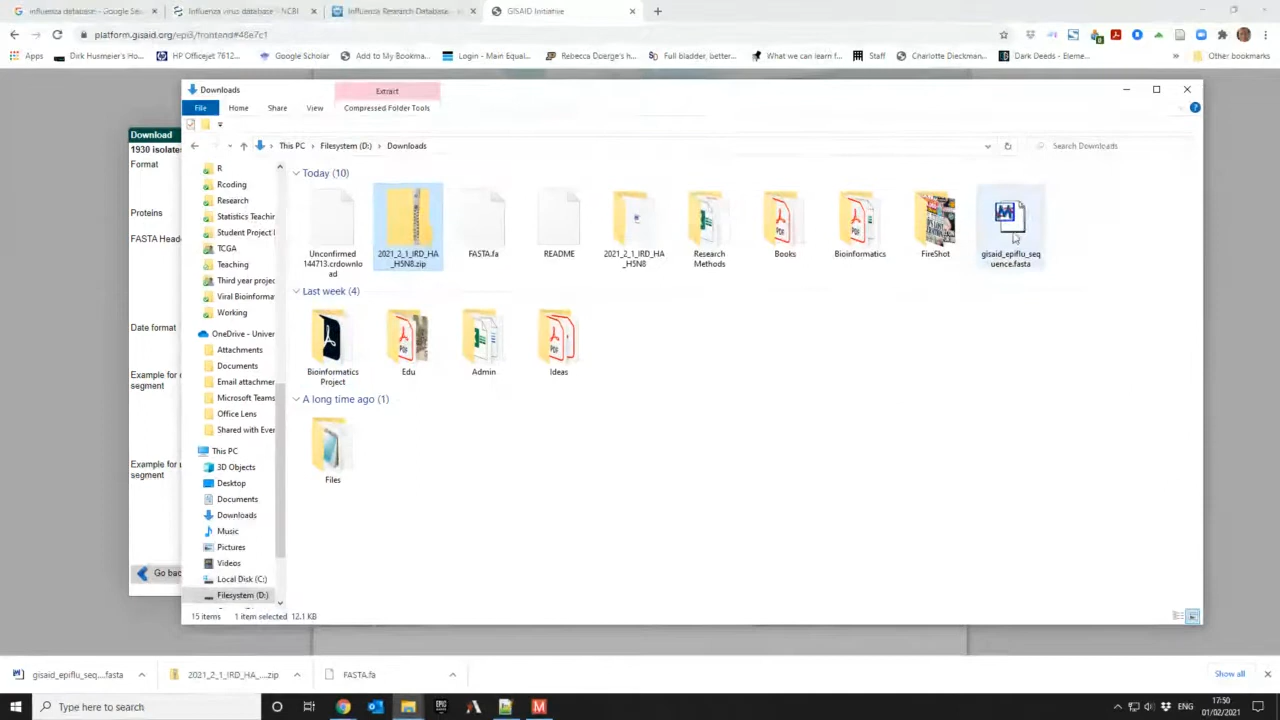 influenza database - Google Se
Influenza virus database - NCBI
Influenza Research Database
GISAID Initiative
platform.gisaid.org/epi3/frontend#46e7c1
Apps
Dirk Husmeier's Ho...
HP Officejet 7612...
Google Scholar
Add to My Bookma...
Login - Main Equal...
Rebecca Doerge's h...
Full bladder, better...
What we can learn f...
Staff
Charlotte Dieckman...
Dark Deeds - Eleme...
»
Other bookmarks
Downloads
Extract
File
Home
Share
View
Compressed Folder Tools
This PC
Filesystem (D:)
Downloads
Search Downloads
Download
1930 isolates
Format
Proteins
FASTA Heade
Date format
Example for
segment
Example for
segment
Go bac
R
Rcoding
Research
Statistics Teachin
Student Project I
TCGA
Teaching
Third year projec
Viral Bioinforma
Working
OneDrive - Univer
Attachments
Documents
Email attachmer
Microsoft Teams
Office Lens
Shared with Ever
This PC
3D Objects
Desktop
Documents
Downloads
Music
Pictures
Videos
Local Disk (C:)
Filesystem (D:)
Today (10)
Unconfirmed
144713.crdownlo
ad
2021_2_1_IRD_HA
_H5N8.zip
FASTA.fa
README
2021_2_1_IRD_HA
_H5N8
Research
Methods
Books
Bioinformatics
FireShot
gisaid_epiflu_seq
uence.fasta
Last week (4)
Bioinformatics
Project
Edu
Admin
Ideas
A long time ago (1)
Files
15 items
1 item selected
12.1 KB
gisaid_epiflu_seq....fasta
2021_2_1_IRD_HA_....zip
FASTA.fa
Show all
Type here to search
ENG
17:50
01/02/2021